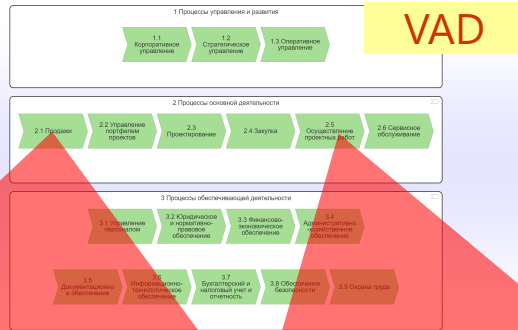 VAD
1 Процессы управления и развития
1.1
Корпоративное
управление
1.2
Стратегическое
управление
1.3 Оперативное
управление
2 Процессы основной деятельности
2.1 Продажи
2.2 Управление
портфелем
проектов
2.3
Проектирование
2.4 Закупка
2.5
Осуществление
проектных работ
2.6 Сервисное
обслуживание
3 Процессы обеспечивающей деятельности
3.1 Управление
персоналом
3.2 Юридическое
и нормативно-
правовое
обеспечение
3.3 Финансово-
экономическое
обеспечение
3.4
Административно
-хозяйственное
обеспечение
3.5
Документационно
е обеспечение
3.6
Информационно-
технологическое
обеспечение
3.7
Бухгалтерский и
налоговый учет и
отчетность
3.8 Обеспечение
безопасности
3.9 Охрана труда